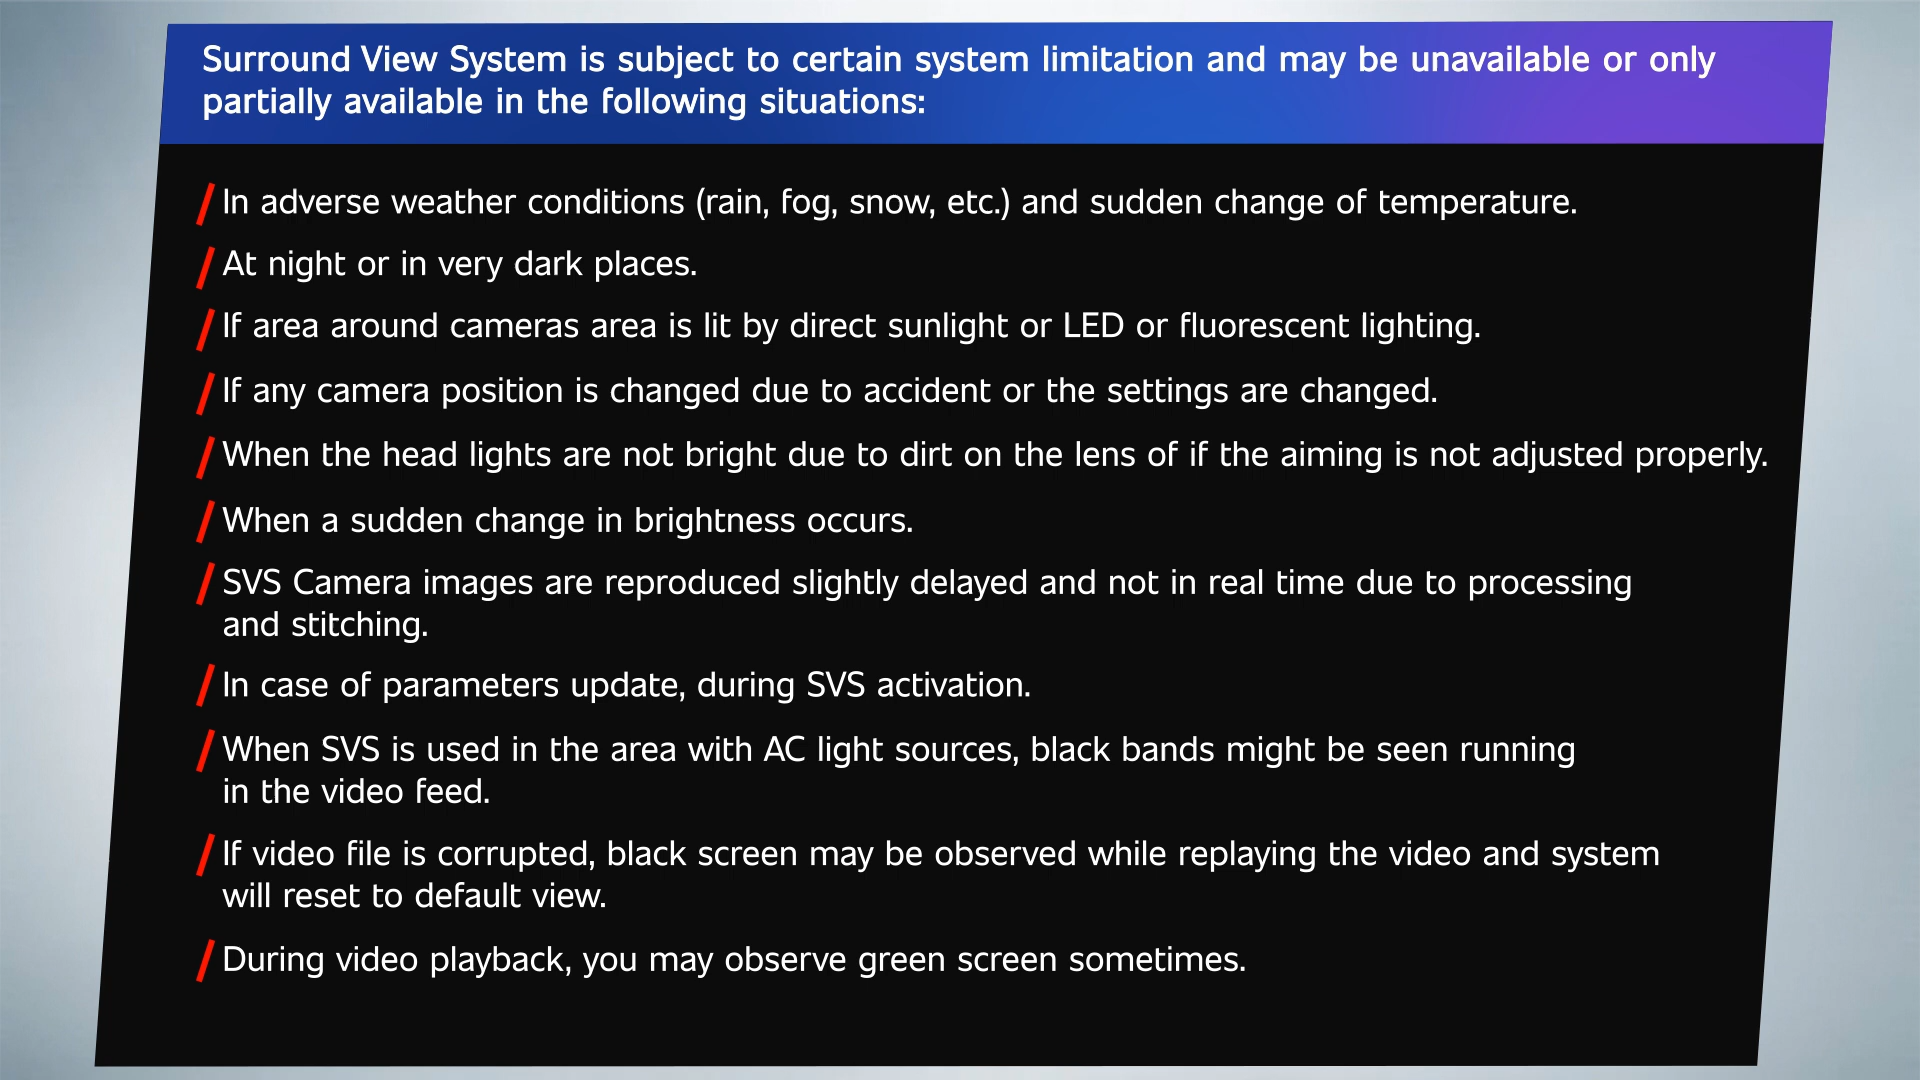 Surround View System is subject to certain system limitation and may be unavailable or only
partially available in the following situations:
In adverse weather conditions (rain, fog, snow, etc.) and sudden change of temperature.
At night or in very dark places.
If area around cameras area is lit by direct sunlight or LED or fluorescent lighting.
If any camera position is changed due to accident or the settings are changed.
When the head lights are not bright due to dirt on the lens of if the aiming is not adjusted properly.
When a sudden change in brightness occurs.
SVS Camera images are reproduced slightly delayed and not in real time due to processing
and stitching.
In case of parameters update, during SVS activation.
When SVS is used in the area with AC light sources, black bands might be seen running
in the video feed.
If video file is corrupted, black screen may be observed while replaying the video and system
will reset to default view.
During video playback, you may observe green screen sometimes.